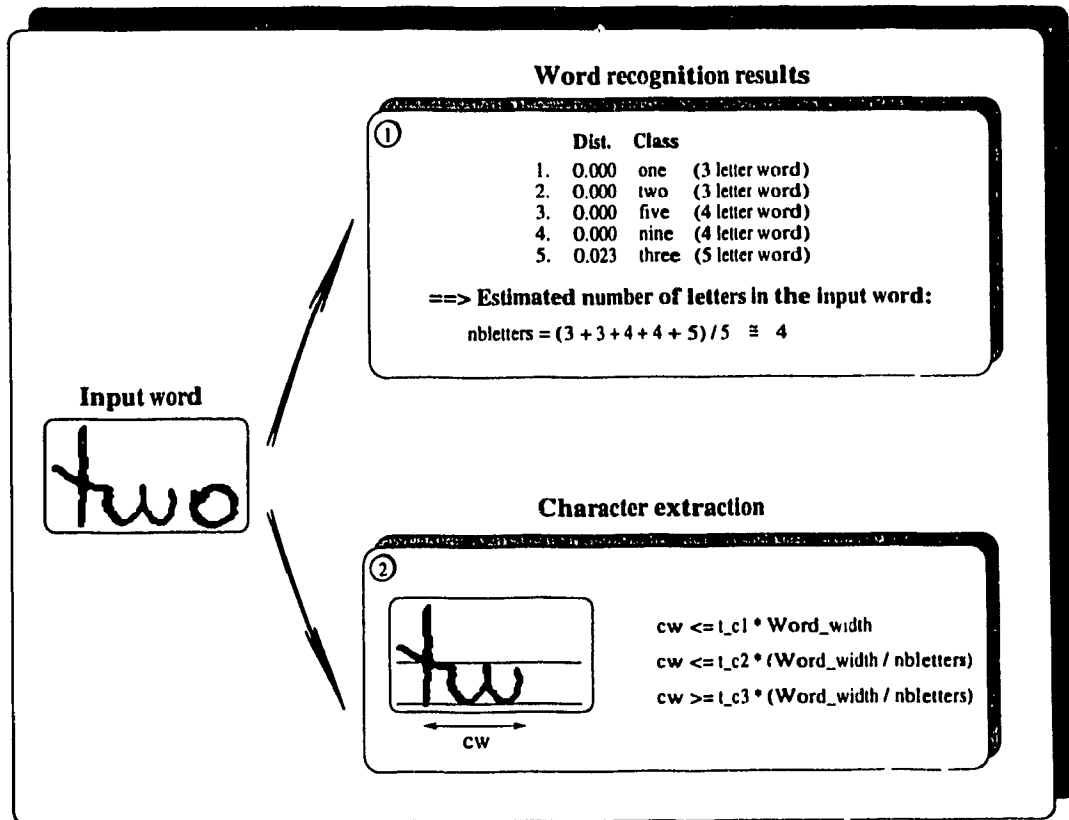 Word recognition results
①
Dist. Class
1. 0.000 one (3 letter word)
2. 0.000 two (3 letter word)
3. 0.000 five (4 letter word)
4. 0.000 nine (4 letter word)
5. 0.023 three (5 letter word)
==> Estimated number of letters in the input word:
nbletters = (3 + 3 + 4 + 4 + 5) / 5 ≅ 4
Input word
two
Character extraction
②
tw
cw <= t_c1 * Word_width
cw <= t_c2 * (Word_width / nbletters)
cw >= t_c3 * (Word_width / nbletters)
cw